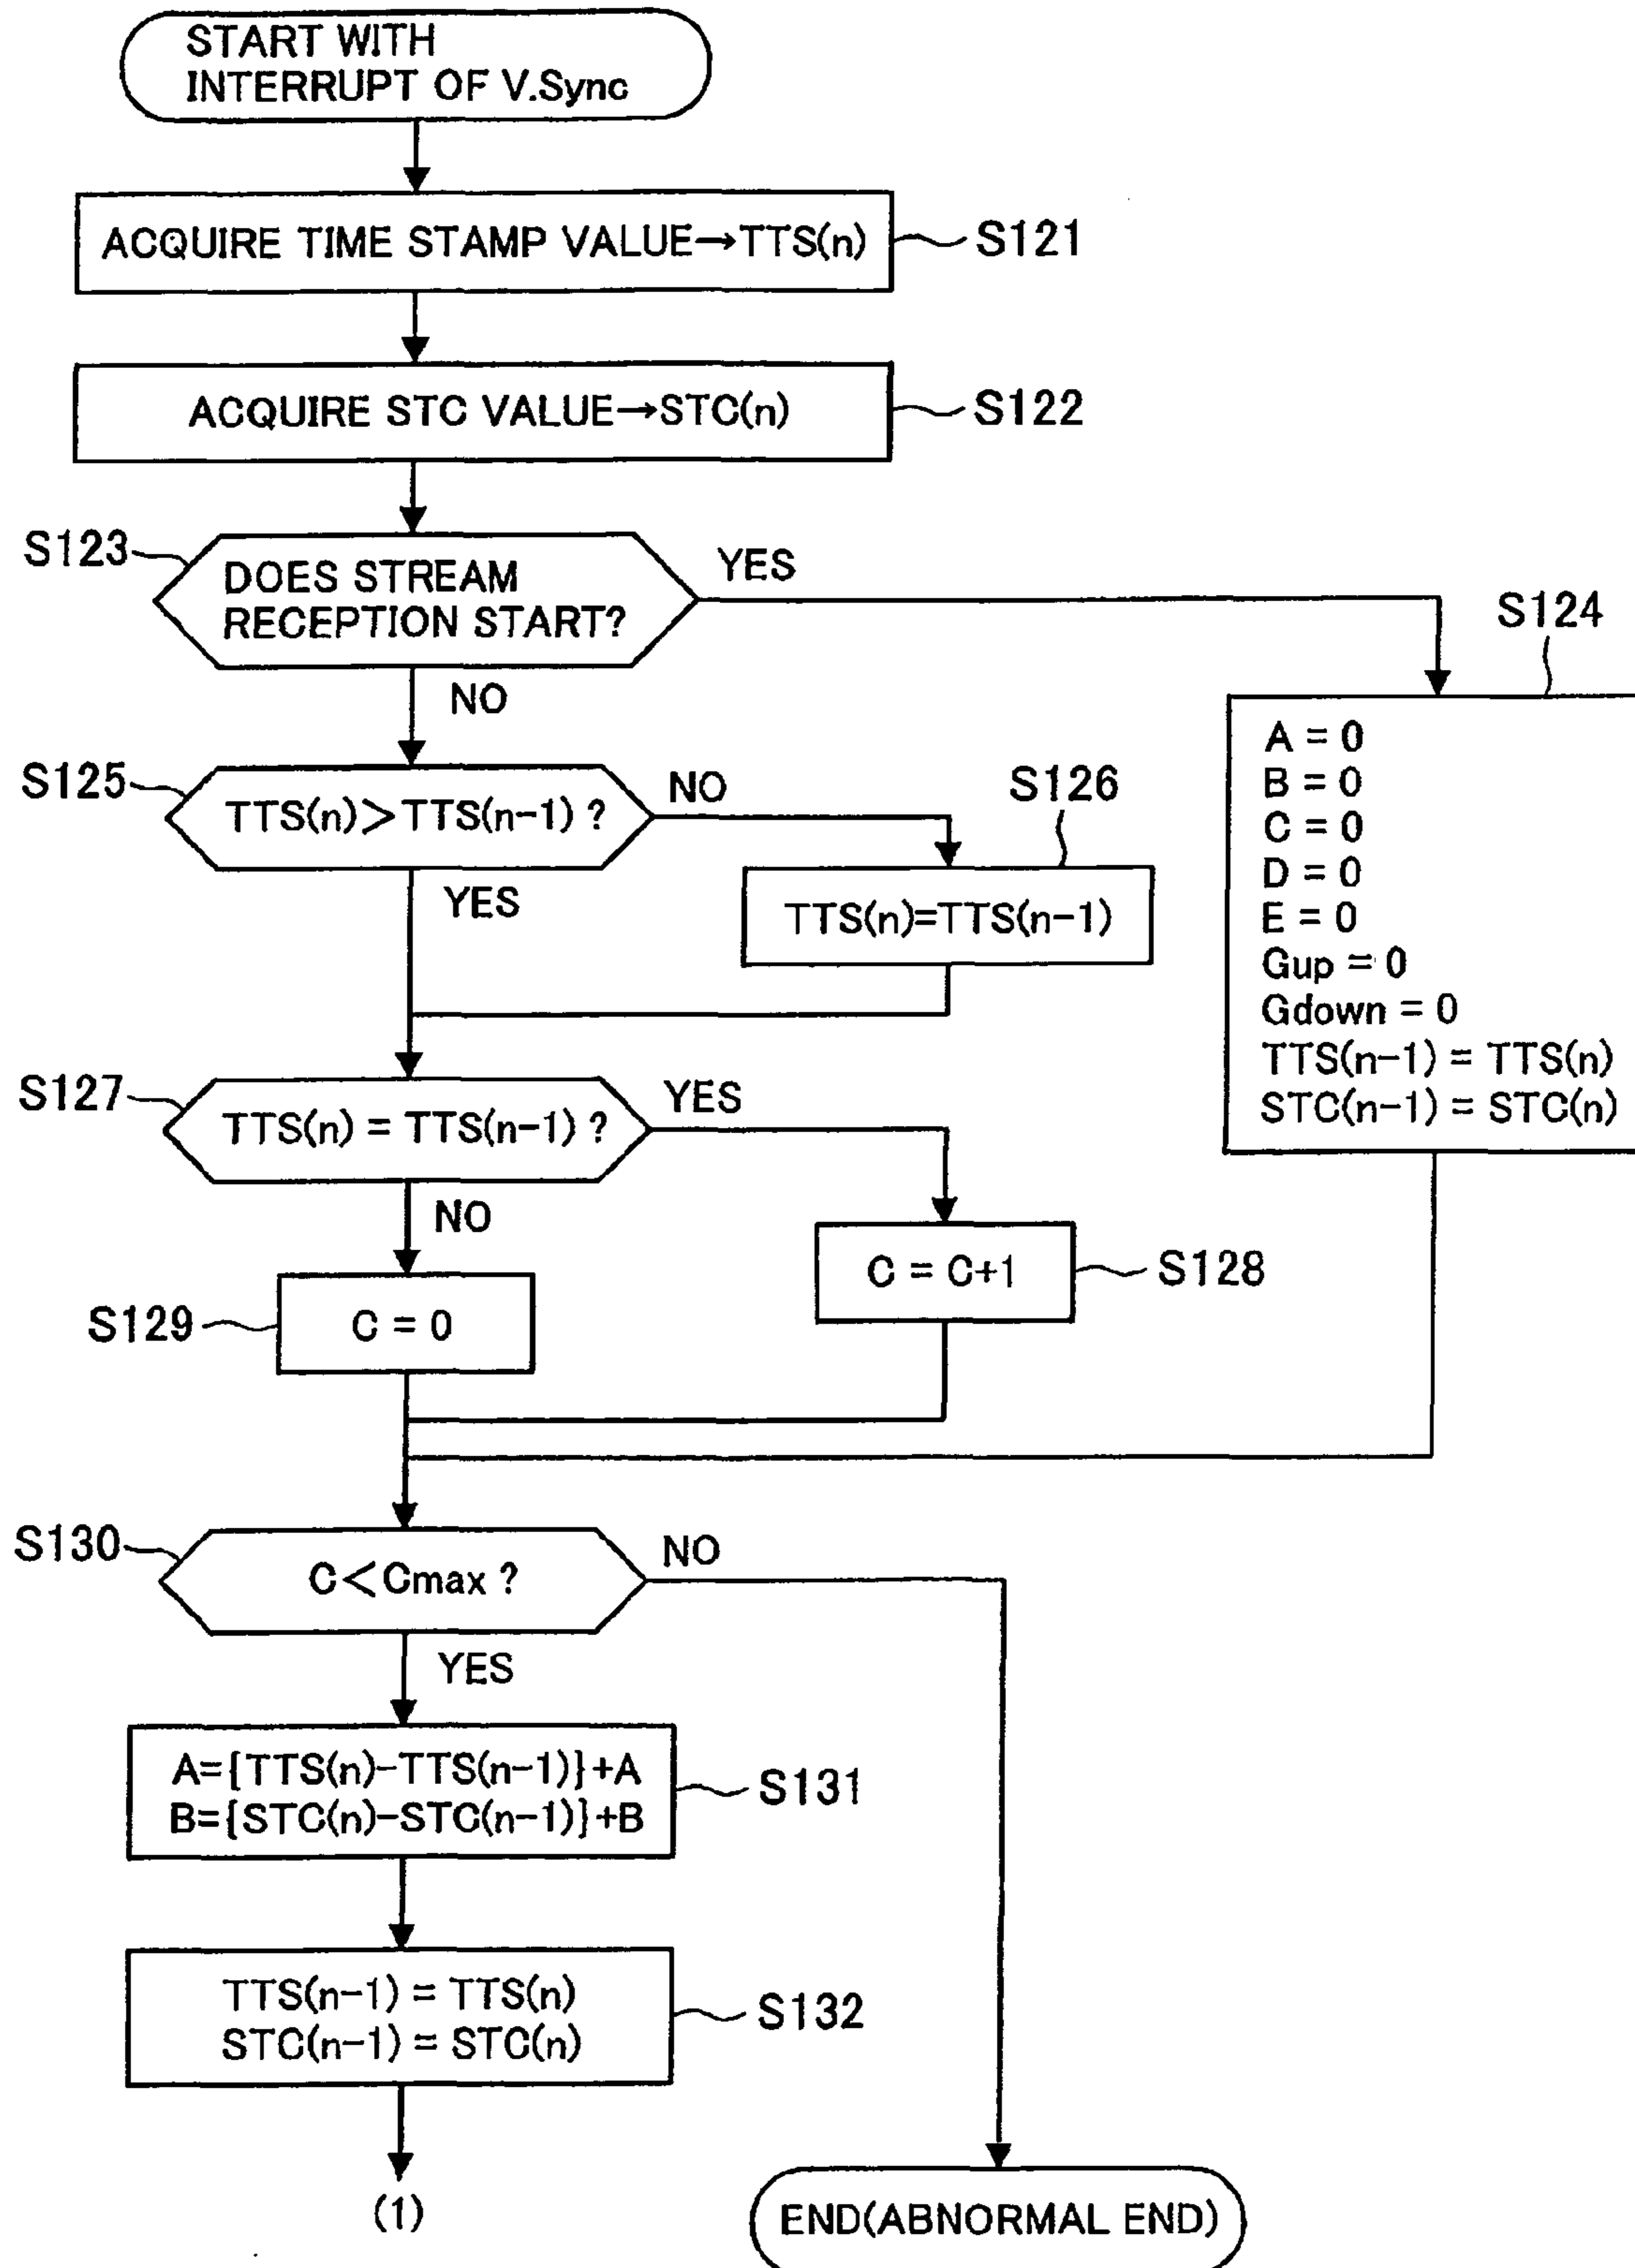 START WITH
INTERRUPT OF V.Sync
ACQUIRE TIME STAMP VALUE→TTS(n)
S121
ACQUIRE STC VALUE→STC(n)
S122
S123
DOES STREAM
RECEPTION START?
YES
NO
S124
A = 0
B = 0
C = 0
D = 0
E = 0
Gup = 0
Gdown = 0
TTS(n-1) = TTS(n)
STC(n-1) = STC(n)
S125
TTS(n)>TTS(n-1) ?
NO
YES
S126
TTS(n)=TTS(n-1)
S127
TTS(n) = TTS(n-1) ?
YES
NO
C = C+1
S128
S129
C = 0
S130
C<Cmax ?
NO
YES
A={TTS(n)-TTS(n-1)}+A
B={STC(n)-STC(n-1)}+B
S131
TTS(n-1) = TTS(n)
STC(n-1) = STC(n)
S132
(1)
END(ABNORMAL END)